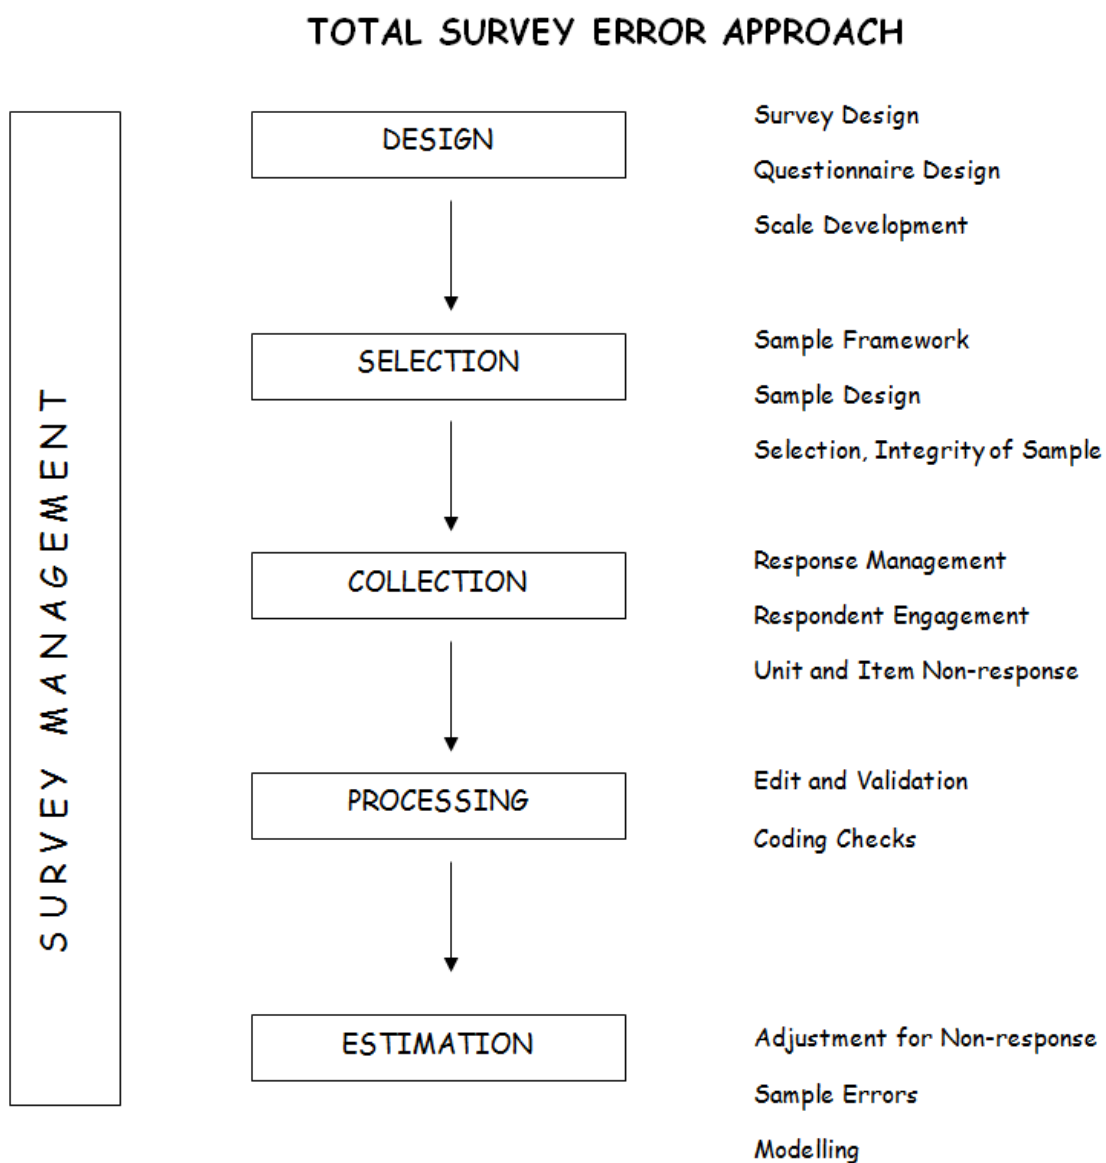 TOTAL SURVEY ERROR APPROACH
SURVEY MANAGEMENT
DESIGN
Survey Design
Questionnaire Design
Scale Development
SELECTION
Sample Framework
Sample Design
Selection, Integrity of Sample
COLLECTION
Response Management
Respondent Engagement
Unit and Item Non-response
PROCESSING
Edit and Validation
Coding Checks
ESTIMATION
Adjustment for Non-response
Sample Errors
Modelling